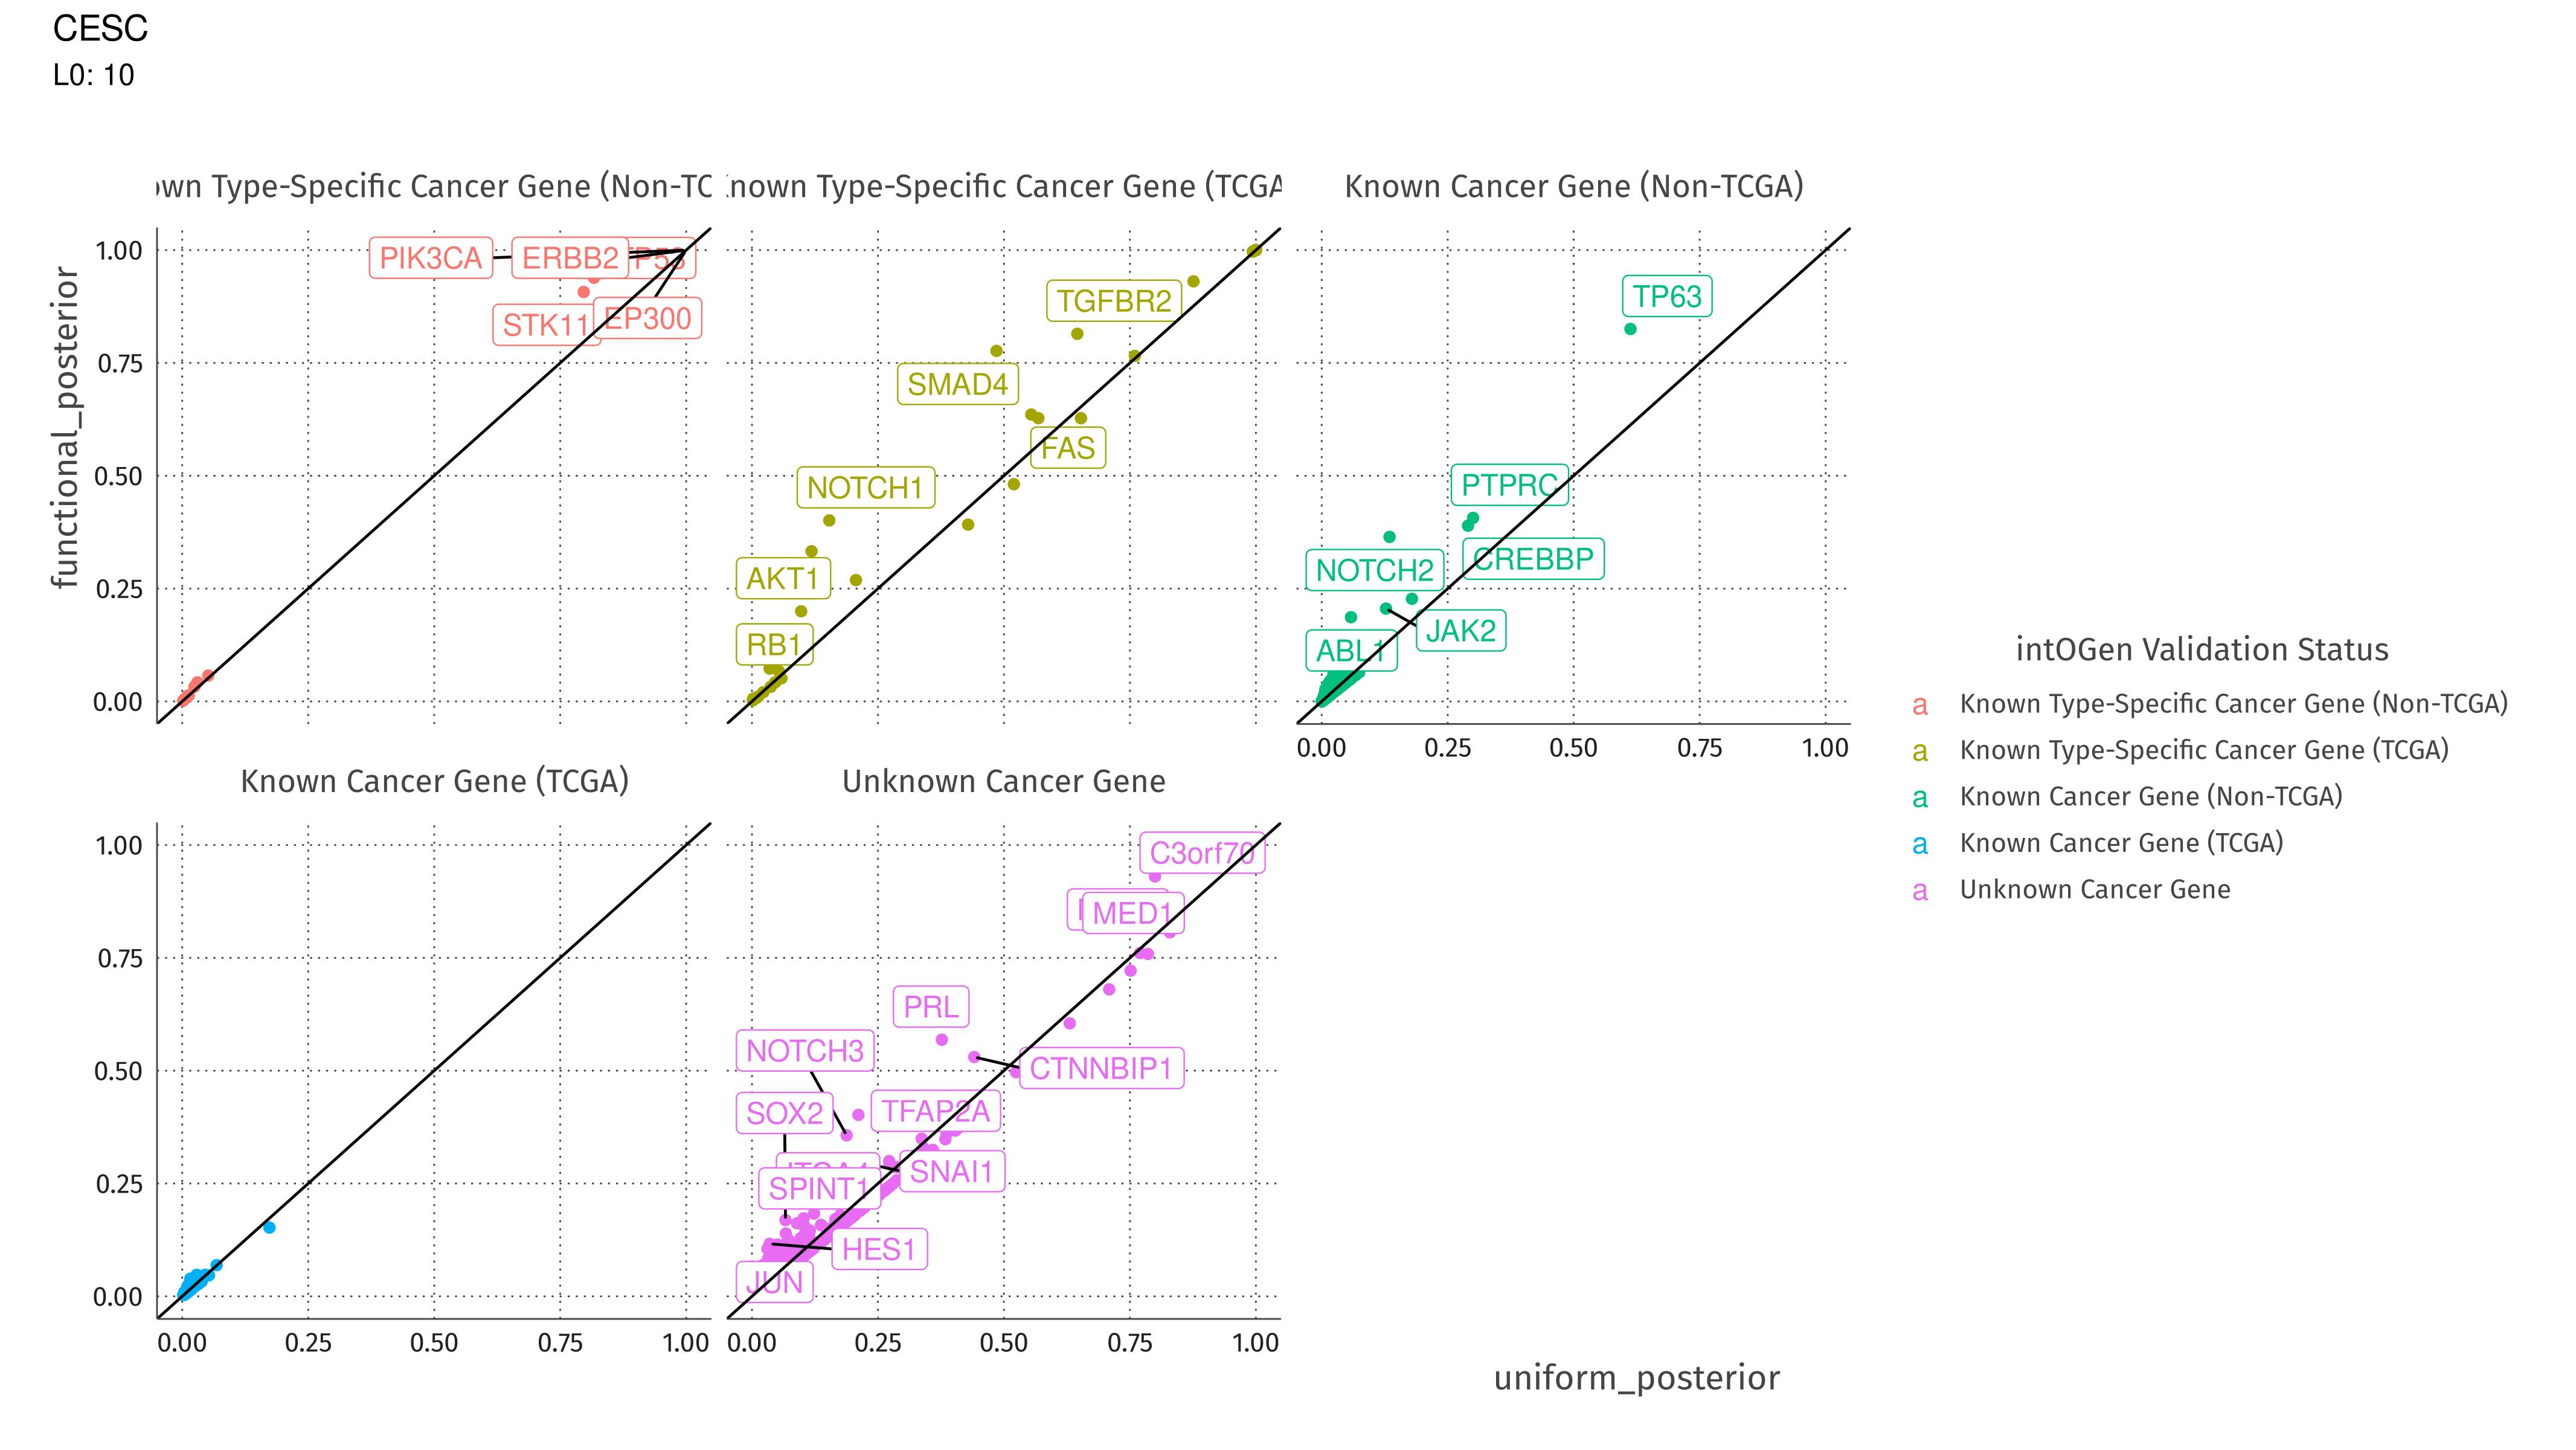 CESC
L0: 10
own Type-Specific Cancer Gene (Non-TC
Known Type-Specific Cancer Gene (TCGA
Known Cancer Gene (Non-TCGA)
functional_posterior
1.00
0.75
0.50
0.25
0.00
PIK3CA
ERBB2
TP53
STK11
EP300
TGFBR2
SMAD4
FAS
NOTCH1
AKT1
RB1
TP63
PTPRC
CREBBP
NOTCH2
JAK2
ABL1
0.00 0.25 0.50 0.75 1.00
Known Cancer Gene (TCGA)
Unknown Cancer Gene
1.00
0.75
0.50
0.25
0.00
C3orf70
MED1
PRL
NOTCH3
CTNNBIP1
SOX2
TFAP2A
ITGA4
SNAI1
SPINT1
HES1
JUN
0.00 0.25 0.50 0.75 1.00
0.00 0.25 0.50 0.75 1.00
uniform_posterior
intOGen Validation Status
a Known Type-Specific Cancer Gene (Non-TCGA)
a Known Type-Specific Cancer Gene (TCGA)
a Known Cancer Gene (Non-TCGA)
a Known Cancer Gene (TCGA)
a Unknown Cancer Gene